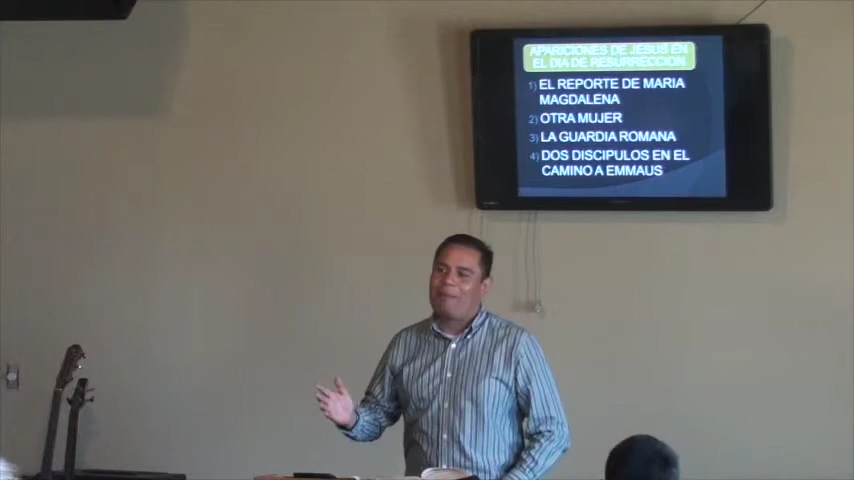 APARICIONES DE JESUS EN
EL DIA DE RESURRECCION
1) EL REPORTE DE MARIA
MAGDALENA
2) OTRA MUJER
3) LA GUARDIA ROMANA
4) DOS DISCIPULOS EN EL
CAMINO A EMMAUS